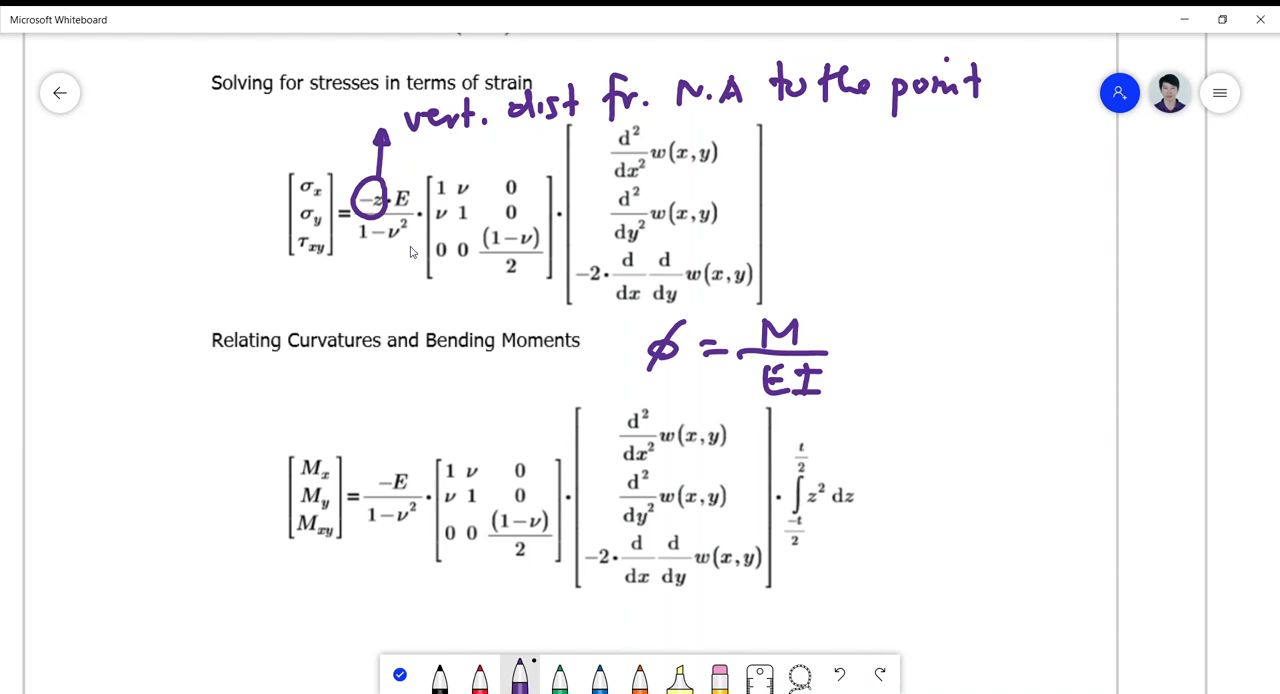 Microsoft Whiteboard
Solving for stresses in terms of strain
vert. dist fr. N.A to the point
[σx σy τxy] = -z·E / 1-ν² · [1 ν 0; ν 1 0; 0 0 (1-ν)/2] · [d²/dx² w(x,y); d²/dy² w(x,y); -2· d/dx d/dy w(x,y)]
Relating Curvatures and Bending Moments
φ = M / EI
[Mx My Mxy] = -E / 1-ν² · [1 ν 0; ν 1 0; 0 0 (1-ν)/2] · [d²/dx² w(x,y); d²/dy² w(x,y); -2· d/dx d/dy w(x,y)] · ∫ -t/2 t/2 z² dz